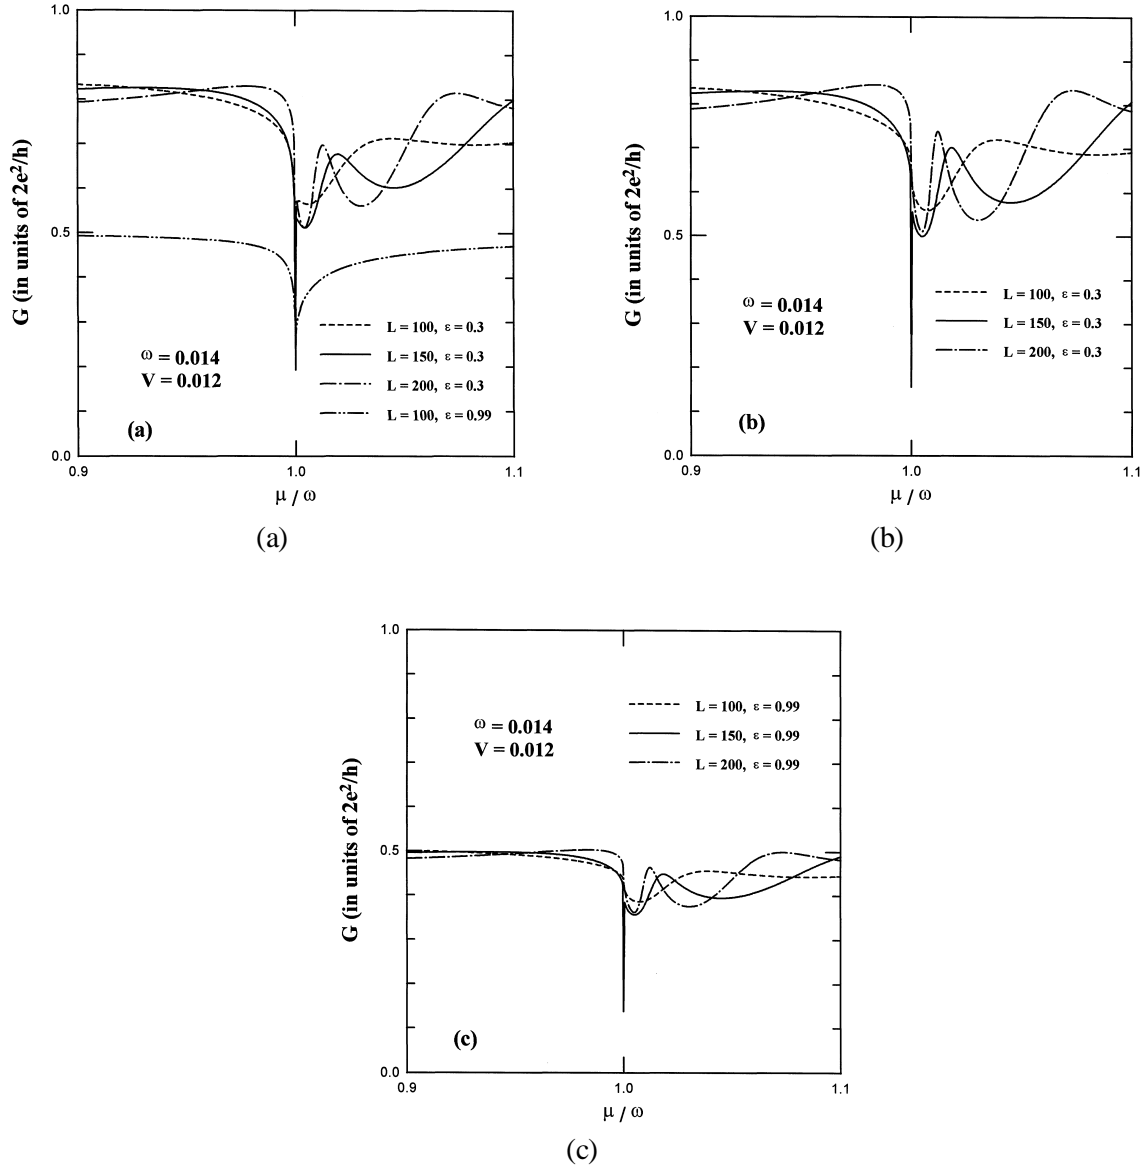 1.0
0.5
0.0
G (in units of 2e²/h)
L = 100, ε = 0.3
L = 150, ε = 0.3
L = 200, ε = 0.3
L = 100, ε = 0.99
ω = 0.014
V = 0.012
(a)
0.9 1.0 1.1
μ / ω
(a)
1.0
0.5
0.0
G (in units of 2e²/h)
L = 100, ε = 0.3
L = 150, ε = 0.3
L = 200, ε = 0.3
ω = 0.014
V = 0.012
(b)
0.9 1.0 1.1
μ / ω
(b)
1.0
0.5
0.0
G (in units of 2e²/h)
L = 100, ε = 0.99
L = 150, ε = 0.99
L = 200, ε = 0.99
ω = 0.014
V = 0.012
(c)
0.9 1.0 1.1
μ / ω
(c)